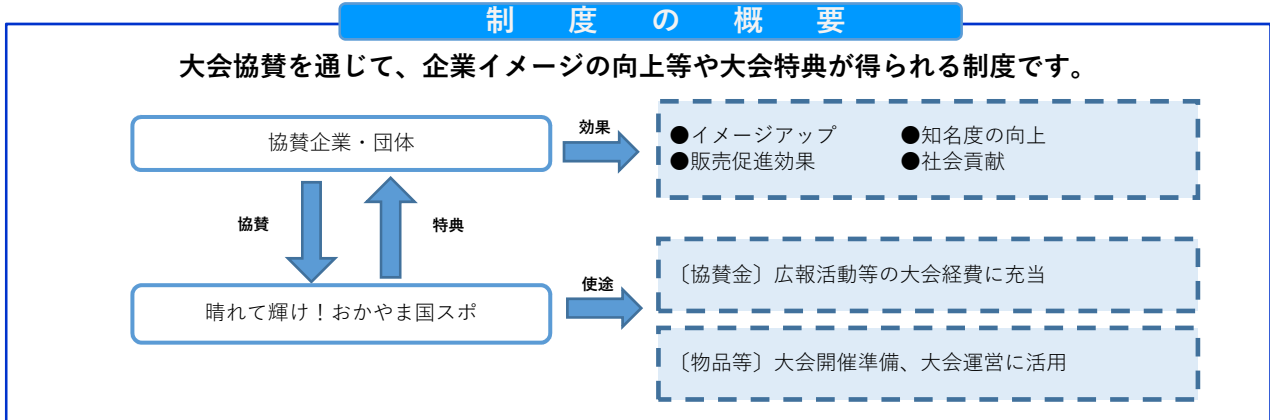 制度の概要
大会協賛を通じて、企業イメージの向上等や大会特典が得られる制度です。
協賛企業・団体
効果
●イメージアップ ●知名度の向上
●販売促進効果 ●社会貢献
協賛
特典
晴れて輝け！おかやま国スポ
使途
〔協賛金〕広報活動等の大会経費に充当
〔物品等〕大会開催準備、大会運営に活用